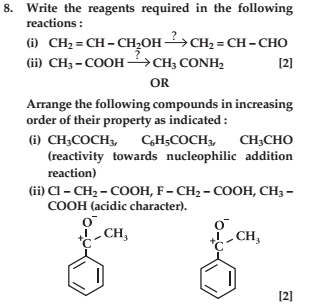 8. Write the reagents required in the following
reactions :
(i) CH₂ = CH – CH₂OH —?→ CH₂ = CH – CHO
(ii) CH₃ – COOH —?→ CH₃ CONH₂ [2]
OR
Arrange the following compounds in increasing
order of their property as indicated :
(i) CH₃COCH₃, C₆H₅COCH₃, CH₃CHO
(reactivity towards nucleophilic addition
reaction)
(ii) Cl – CH₂ – COOH, F – CH₂ – COOH, CH₃ –
COOH (acidic character).
O⁻ O⁻
+C – CH₃ +C – CH₃
[2]